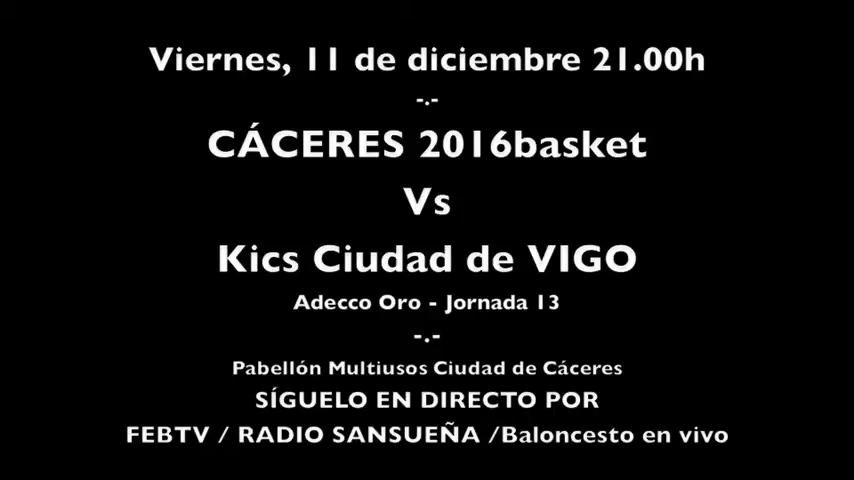 Viernes, 11 de diciembre 21.00h
-.-
CÁCERES 2016basket
Vs
Kics Ciudad de VIGO
Adecco Oro - Jornada 13
-.-
Pabellón Multiusos Ciudad de Cáceres
SÍGUELO EN DIRECTO POR
FEBTV / RADIO SANSUEÑA /Baloncesto en vivo